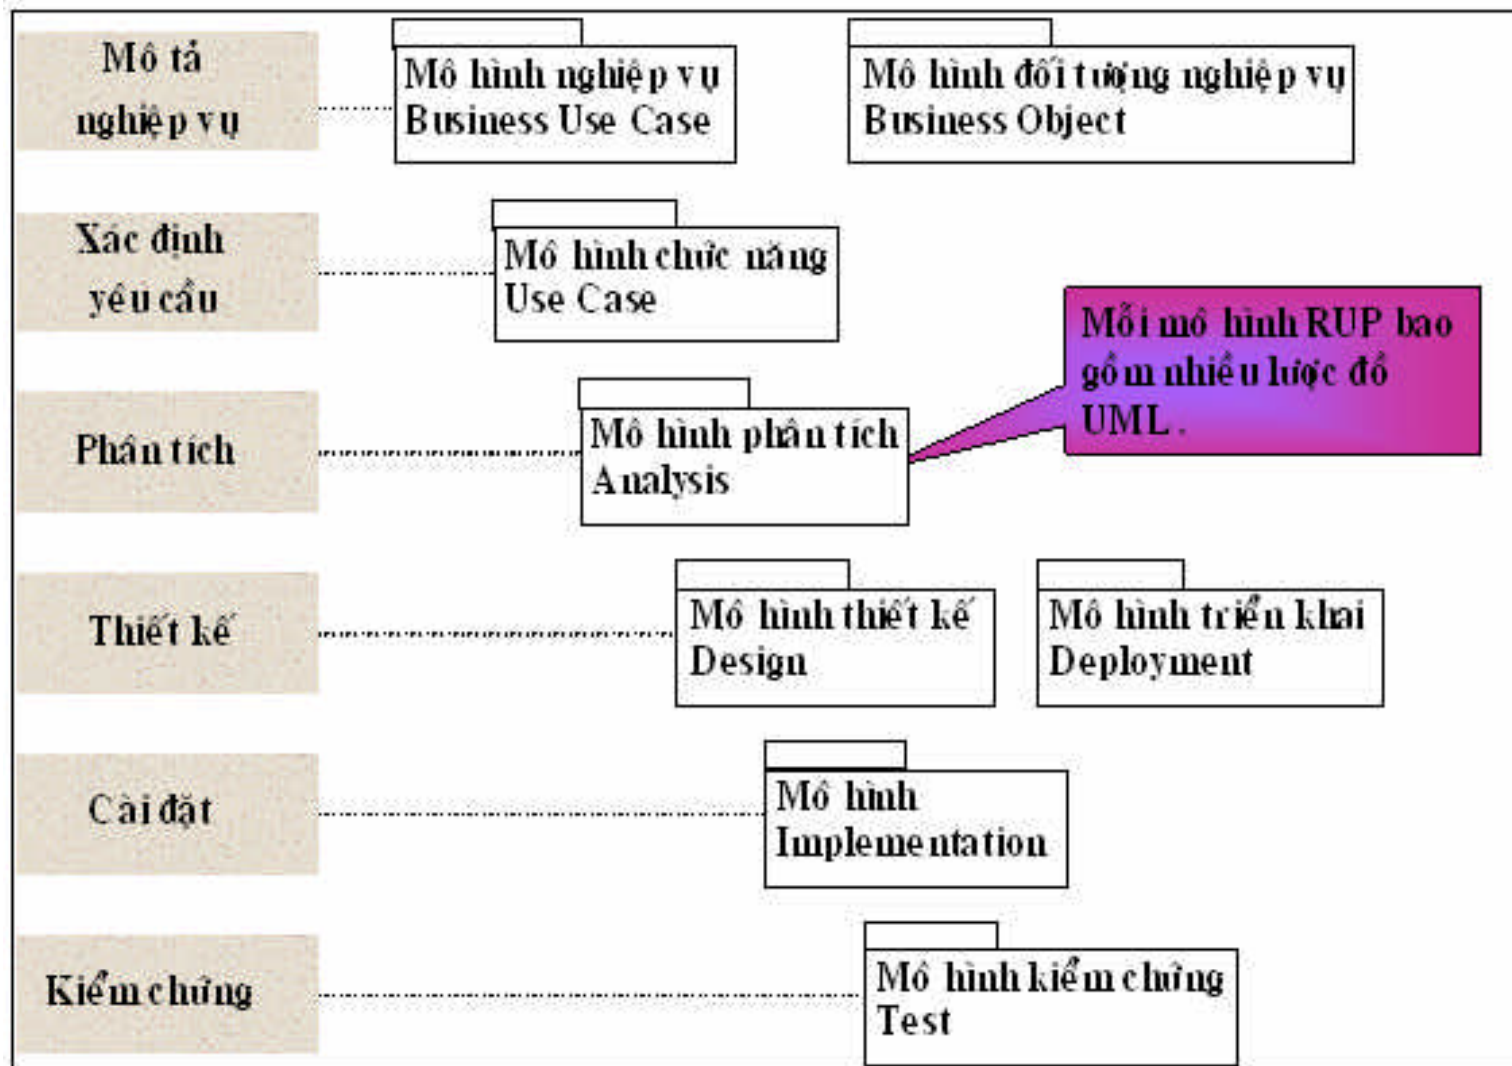 Mô tả
nghiệp vụ
Mô hình nghiệp vụ
Business Use Case
Mô hình đối tượng nghiệp vụ
Business Object
Xác định
yêu cầu
Mô hình chức năng
Use Case
Mỗi mô hình RUP bao
gồm nhiều lược đồ
UML.
Phân tích
Mô hình phân tích
Analysis
Thiết kế
Mô hình thiết kế
Design
Mô hình triển khai
Deployment
Cài đặt
Mô hình
Implementation
Kiểm chứng
Mô hình kiểm chứng
Test